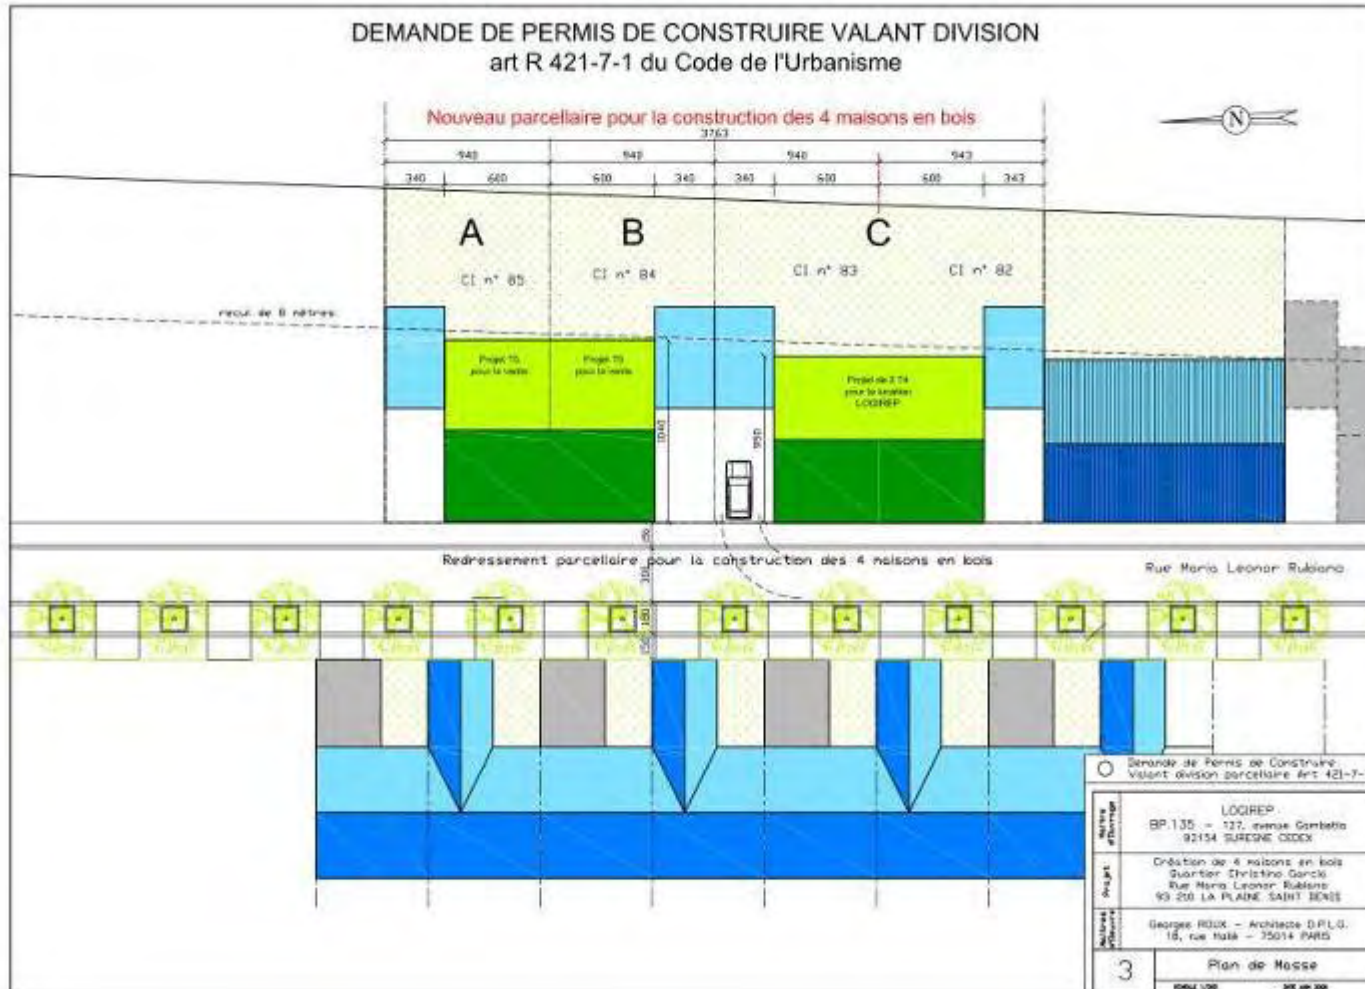 DEMANDE DE PERMIS DE CONSTRUIRE VALANT DIVISION
art R 421-7-1 du Code de l'Urbanisme
Nouveau parcellaire pour la construction des 4 maisons en bois
3763
940 940 940 943
340 600 600 340 340 600 600 343
N
A B C
CI n° 85 CI n° 84 CI n° 83 CI n° 82
recul de 8 mètres
Projet T5
pour la vente
Projet T5
pour la vente
Projet de 2 T4
pour la location
LOGIREP
1040
950
Redressement parcellaire pour la construction des 4 maisons en bois
Rue Maria Leonor Rubiano
180
150
Demande de Permis de Construire
Valant division parcellaire Art 421-7-
Maître d'Ouvrage
LOGIREP
BP.135 - 127, avenue Gambetta
92154 SURESNE CEDEX
Projet
Création de 4 maisons en bois
Quartier Christino Garcia
Rue Maria Leonor Rubiano
93 210 LA PLAINE SAINT DENIS
Maîtres d'Oeuvre
Georges ROUX - Architecte D.P.L.G.
18, rue Hallé - 75014 PARIS
3
Plan de Masse